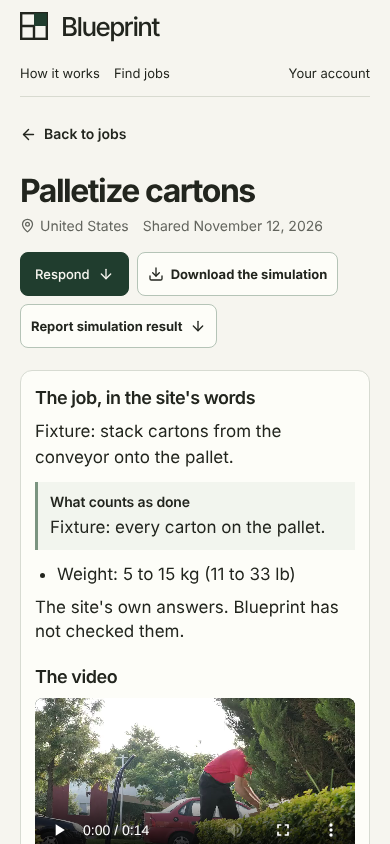 Blueprint
How it works Find jobs Your account
Back to jobs
Palletize cartons
United States Shared November 12, 2026
Respond Download the simulation
Report simulation result
The job, in the site's words
Fixture: stack cartons from the
conveyor onto the pallet.
What counts as done
Fixture: every carton on the pallet.
• Weight: 5 to 15 kg (11 to 33 lb)
The site's own answers. Blueprint has
not checked them.
The video
0:00 / 0:14